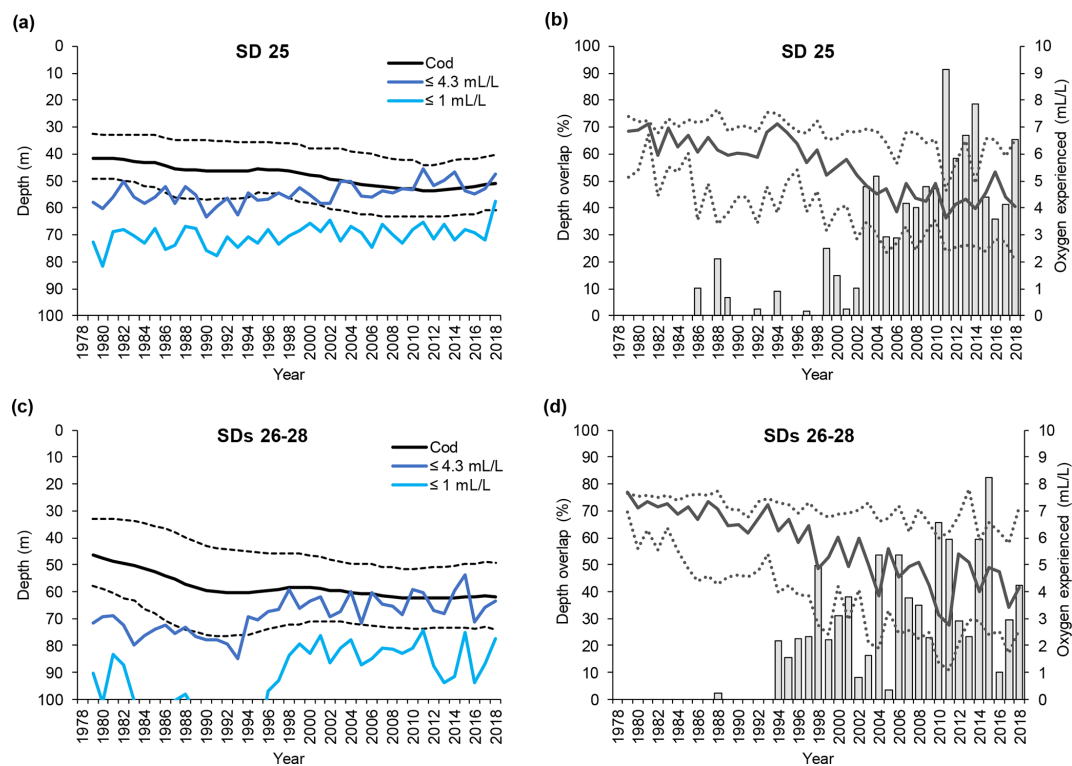 (a)
SD 25
Cod
≤ 4.3 mL/L
≤ 1 mL/L
Depth (m)
0
10
20
30
40
50
60
70
80
90
100
1978 1980 1982 1984 1986 1988 1990 1992 1994 1996 1998 2000 2002 2004 2006 2008 2010 2012 2014 2016 2018
Year
(b)
SD 25
Depth overlap (%)
100
90
80
70
60
50
40
30
20
10
0
Oxygen experienced (mL/L)
10
9
8
7
6
5
4
3
2
1
0
1978 1980 1982 1984 1986 1988 1990 1992 1994 1996 1998 2000 2002 2004 2006 2008 2010 2012 2014 2016 2018
Year
(c)
SDs 26-28
Cod
≤ 4.3 mL/L
≤ 1 mL/L
Depth (m)
0
10
20
30
40
50
60
70
80
90
100
1978 1980 1982 1984 1986 1988 1990 1992 1994 1996 1998 2000 2002 2004 2006 2008 2010 2012 2014 2016 2018
Year
(d)
SDs 26-28
Depth overlap (%)
100
90
80
70
60
50
40
30
20
10
0
Oxygen experienced (mL/L)
10
9
8
7
6
5
4
3
2
1
0
1978 1980 1982 1984 1986 1988 1990 1992 1994 1996 1998 2000 2002 2004 2006 2008 2010 2012 2014 2016 2018
Year